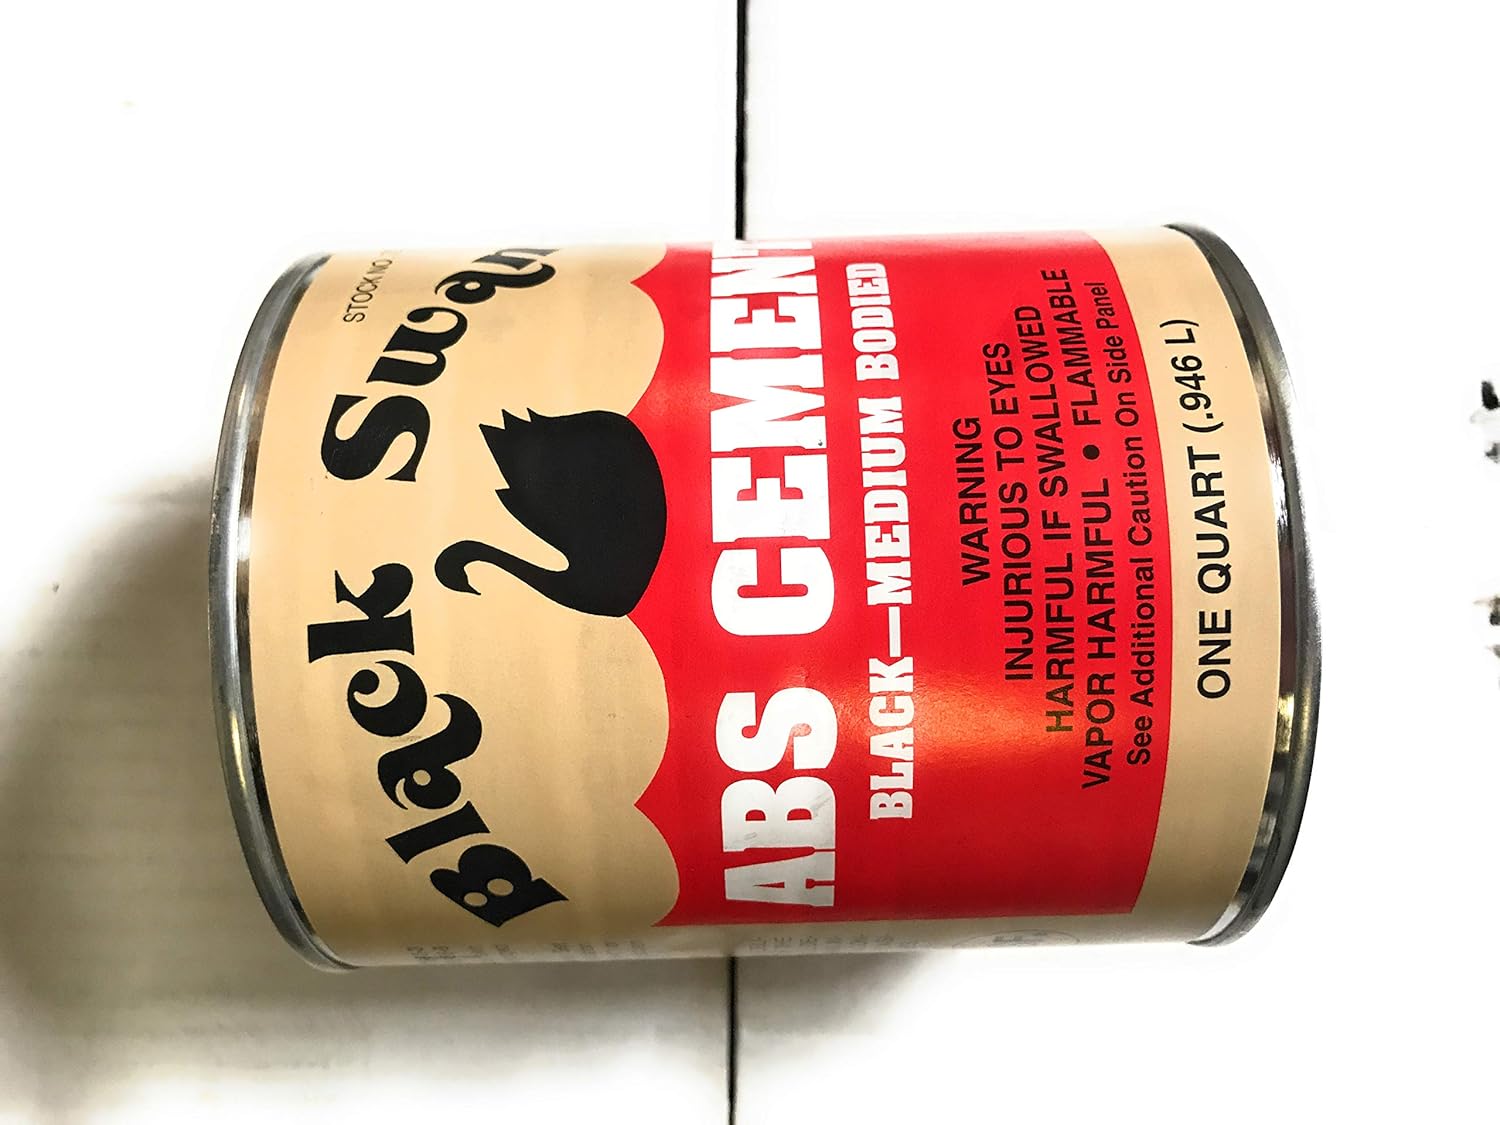 STOCK NO.
Black Swan
ABS CEMENT
BLACK—MEDIUM BODIED
WARNING
INJURIOUS TO EYES
HARMFUL IF SWALLOWED
VAPOR HARMFUL • FLAMMABLE
See Additional Caution On Side Panel
ONE QUART (.946 L)